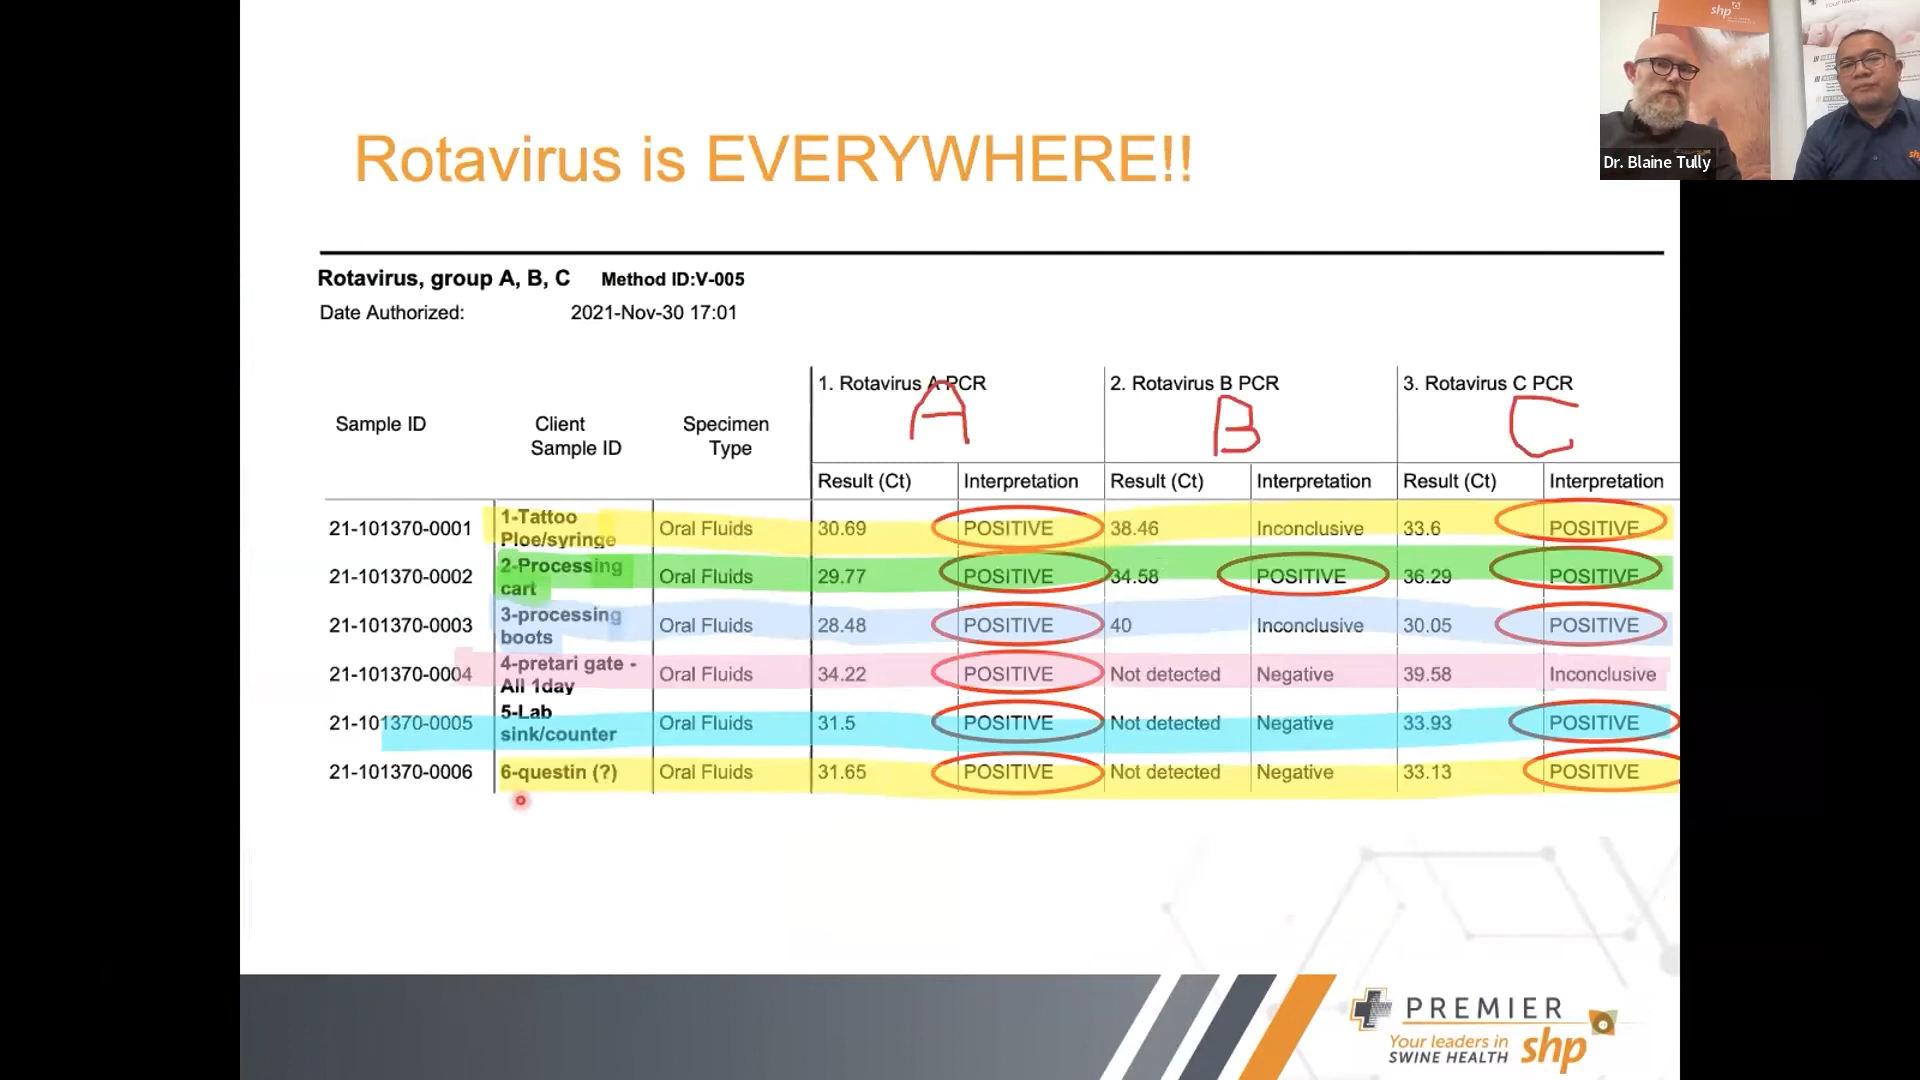 shp
Your lea
Dr. Blaine Tully
Rotavirus is EVERYWHERE!!
Rotavirus, group A, B, C Method ID:V-005
Date Authorized: 2021-Nov-30 17:01
1. Rotavirus A PCR 2. Rotavirus B PCR 3. Rotavirus C PCR
A B C
Sample ID Client Sample ID Specimen Type
Result (Ct) Interpretation Result (Ct) Interpretation Result (Ct) Interpretation
21-101370-0001 1-Tattoo Ploe/syringe Oral Fluids 30.69 POSITIVE 38.46 Inconclusive 33.6 POSITIVE
21-101370-0002 2-Processing cart Oral Fluids 29.77 POSITIVE 34.58 POSITIVE 36.29 POSITIVE
21-101370-0003 3-processing boots Oral Fluids 28.48 POSITIVE 40 Inconclusive 30.05 POSITIVE
21-101370-0004 4-pretari gate - All 1day Oral Fluids 34.22 POSITIVE Not detected Negative 39.58 Inconclusive
21-101370-0005 5-Lab sink/counter Oral Fluids 31.5 POSITIVE Not detected Negative 33.93 POSITIVE
21-101370-0006 6-questin (?) Oral Fluids 31.65 POSITIVE Not detected Negative 33.13 POSITIVE
PREMIER
Your leaders in
SWINE HEALTH shp